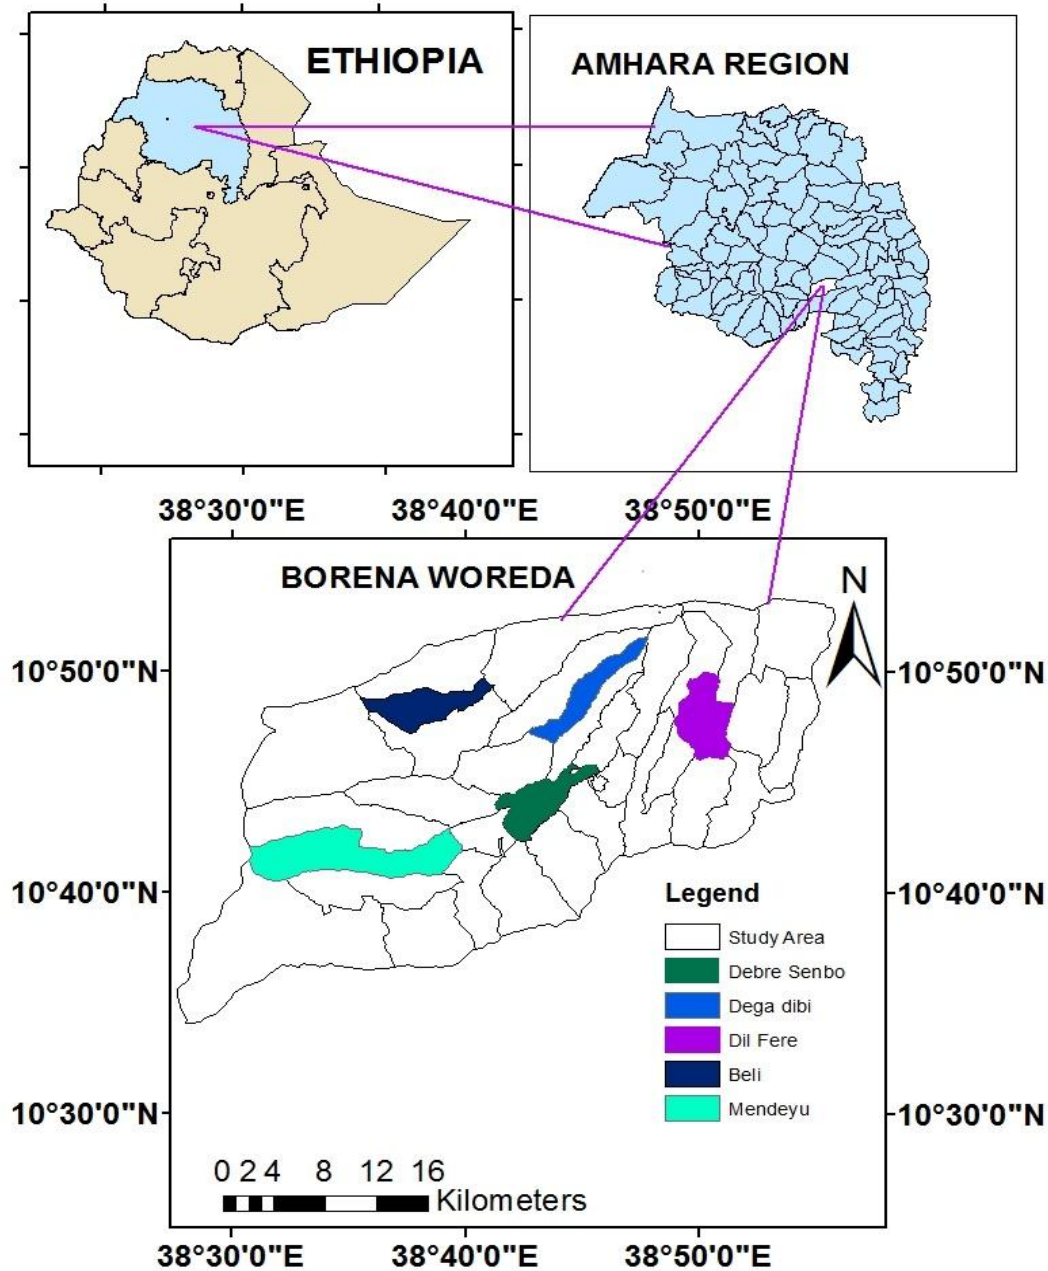 ETHIOPIA
AMHARA REGION
38°30'0"E 38°40'0"E 38°50'0"E
BORENA WOREDA
N
10°50'0"N 10°50'0"N
10°40'0"N 10°40'0"N
Legend
Study Area
Debre Senbo
Dega dibi
Dil Fere
Beli
Mendeyu
10°30'0"N 10°30'0"N
0 2 4 8 12 16
Kilometers
38°30'0"E 38°40'0"E 38°50'0"E